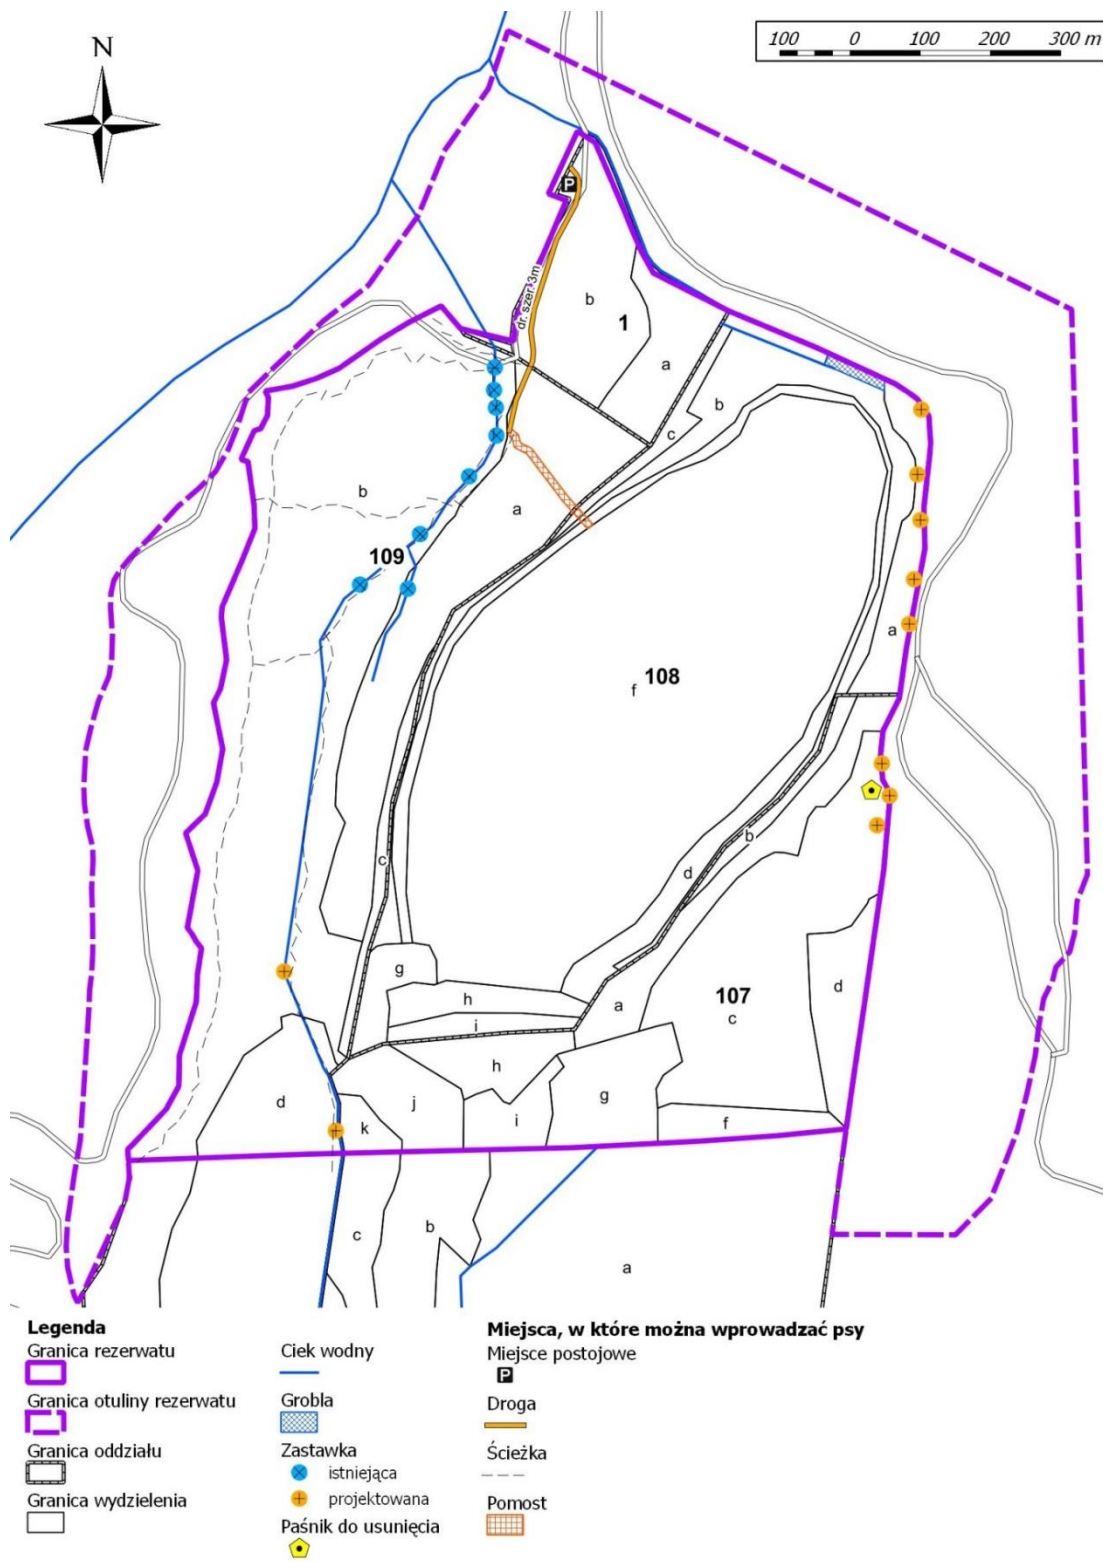 N
100 0 100 200 300 m
P
dr. szer. 3m
b
1
a
b
c
b
a
109
a
108
f
b
c
d
g
107
d
h
a
c
i
h
g
d
j
i
f
k
b
c
a
Legenda
Granica rezerwatu
Granica otuliny rezerwatu
Granica oddziału
Granica wydzielenia
Ciek wodny
Grobla
Zastawka
istniejąca
projektowana
Paśnik do usunięcia
Miejsca, w które można wprowadzać psy
Miejsce postojowe
P
Droga
Ścieżka
Pomost